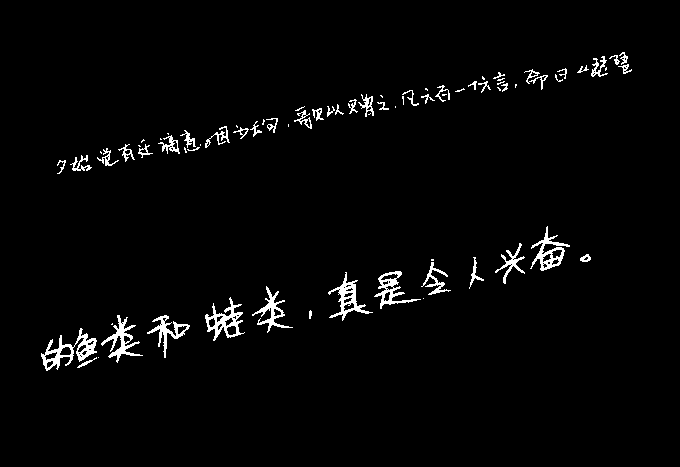 夕始觉有迁谪意。因为长句,歌以赠之,凡六百一十六言,命曰《琵琶
的鱼类和蛙类,真是令人兴奋。